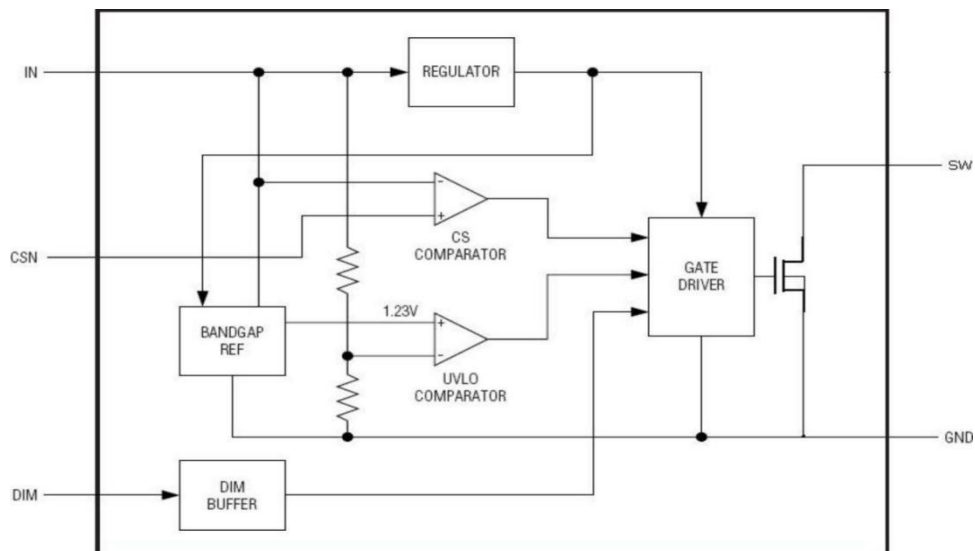 IN
REGULATOR
SW
-
+
CS
COMPARATOR
CSN
GATE
DRIVER
1.23V
BANDGAP
REF
+
-
UVLO
COMPARATOR
GND
DIM
DIM
BUFFER